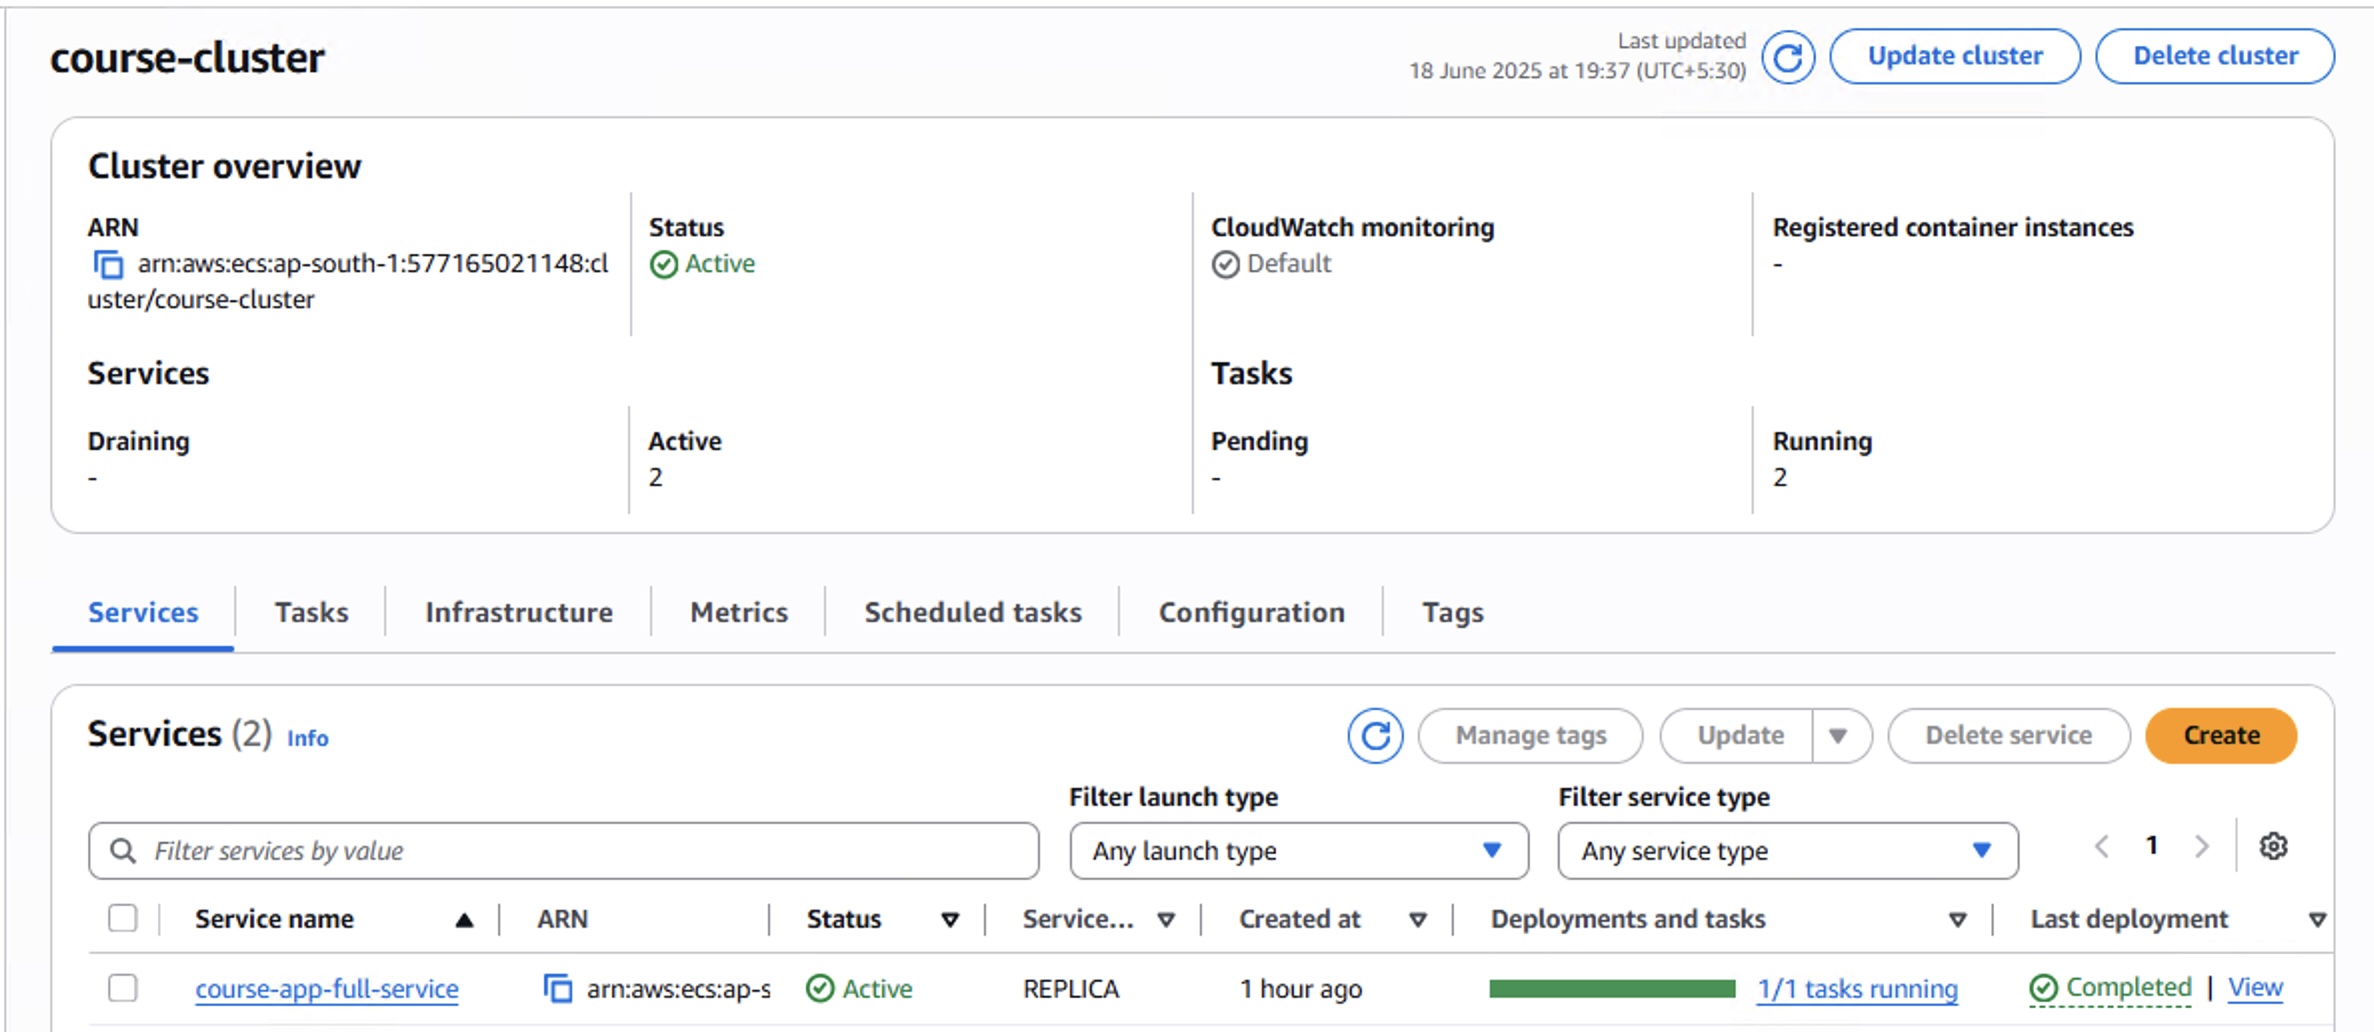 course-cluster
Last updated
18 June 2025 at 19:37 (UTC+5:30)
Update cluster
Delete cluster
Cluster overview
ARN
arn:aws:ecs:ap-south-1:577165021148:cl
uster/course-cluster
Status
Active
CloudWatch monitoring
Default
Registered container instances
-
Services
Draining
-
Active
2
Tasks
Pending
-
Running
2
Services
Tasks
Infrastructure
Metrics
Scheduled tasks
Configuration
Tags
Services (2) Info
Manage tags
Update
Delete service
Create
Filter services by value
Filter launch type
Any launch type
Filter service type
Any service type
1
Service name
ARN
Status
Service...
Created at
Deployments and tasks
Last deployment
course-app-full-service
arn:aws:ecs:ap-s
Active
REPLICA
1 hour ago
1/1 tasks running
Completed | View